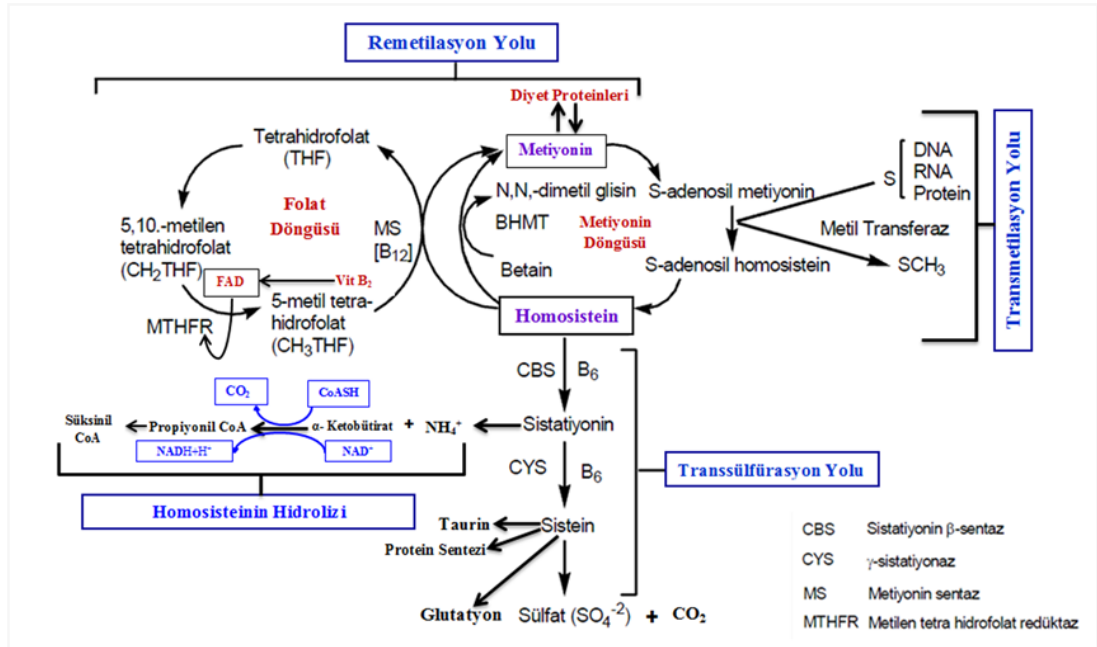 Remetilasyon Yolu
Diyet Proteinleri
Tetrahidrofolat
(THF)
Metiyonin
N,N,-dimetil glisin
S-adenosil metiyonin
S
DNA
RNA
Protein
Folat
Döngüsü
MS
[B12]
BHMT
Metiyonin
Döngüsü
Metil Transferaz
5,10.-metilen
tetrahidrofolat
(CH2THF)
Betain
S-adenosil homosistein
SCH3
Transmetilasyon Yolu
FAD
Vit B2
5-metil tetra-
hidrofolat
(CH3THF)
MTHFR
Homosistein
CBS
B6
CO2
CoASH
Süksinil
CoA
Propiyonil CoA
α- Ketobütirat
+
NH4+
Sistatiyonin
NADH+H+
NAD+
CYS
B6
Transsülfürasyon Yolu
Homosisteinin Hidrolizi
Taurin
Sistein
Protein Sentezi
Glutatyon
Sülfat (SO4-2) + CO2
CBS Sistatiyonin β-sentaz
CYS γ-sistatiyonaz
MS Metiyonin sentaz
MTHFR Metilen tetra hidrofolat redüktaz